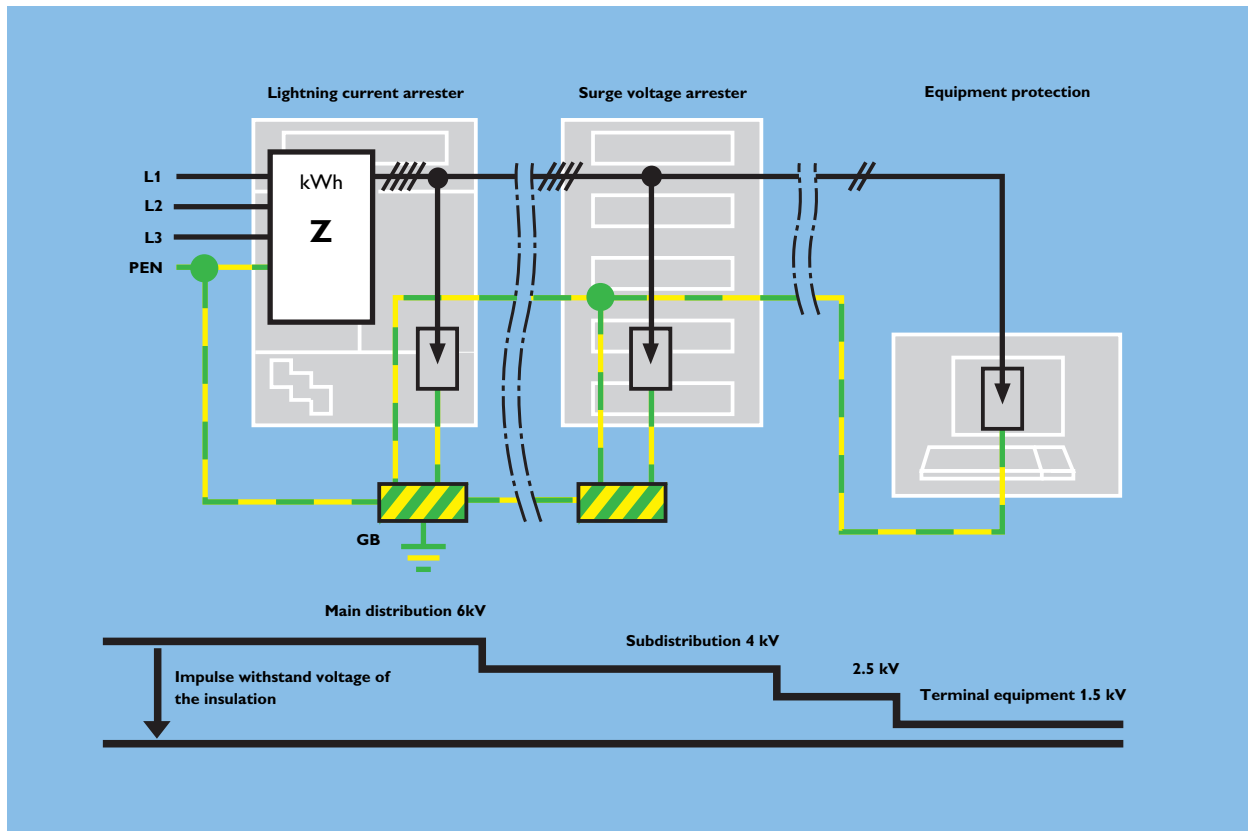 Lightning current arrester
Surge voltage arrester
Equipment protection
L1
L2
L3
PEN
kWh
Z
GB
Main distribution 6kV
Subdistribution 4 kV
2.5 kV
Terminal equipment 1.5 kV
Impulse withstand voltage of
the insulation